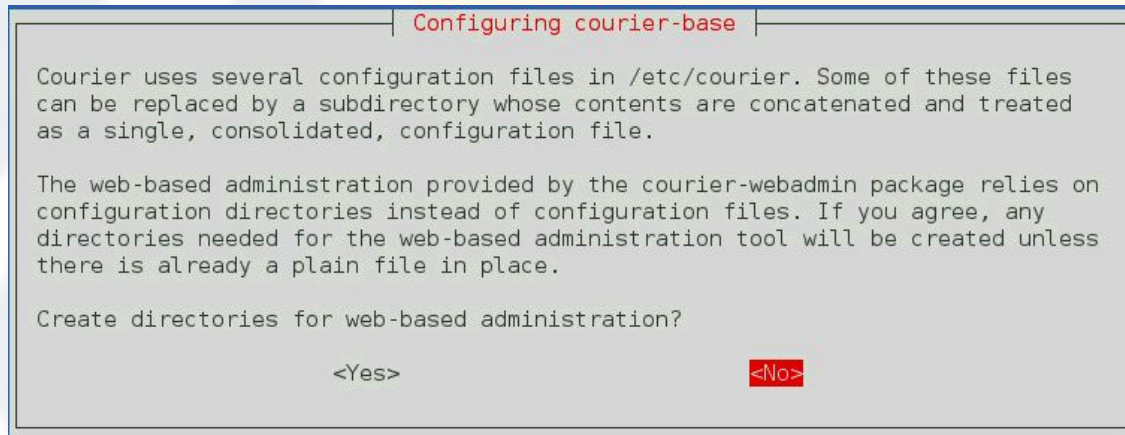 Configuring courier-base
Courier uses several configuration files in /etc/courier. Some of these files
can be replaced by a subdirectory whose contents are concatenated and treated
as a single, consolidated, configuration file.
The web-based administration provided by the courier-webadmin package relies on
configuration directories instead of configuration files. If you agree, any
directories needed for the web-based administration tool will be created unless
there is already a plain file in place.
Create directories for web-based administration?
<Yes> <No>